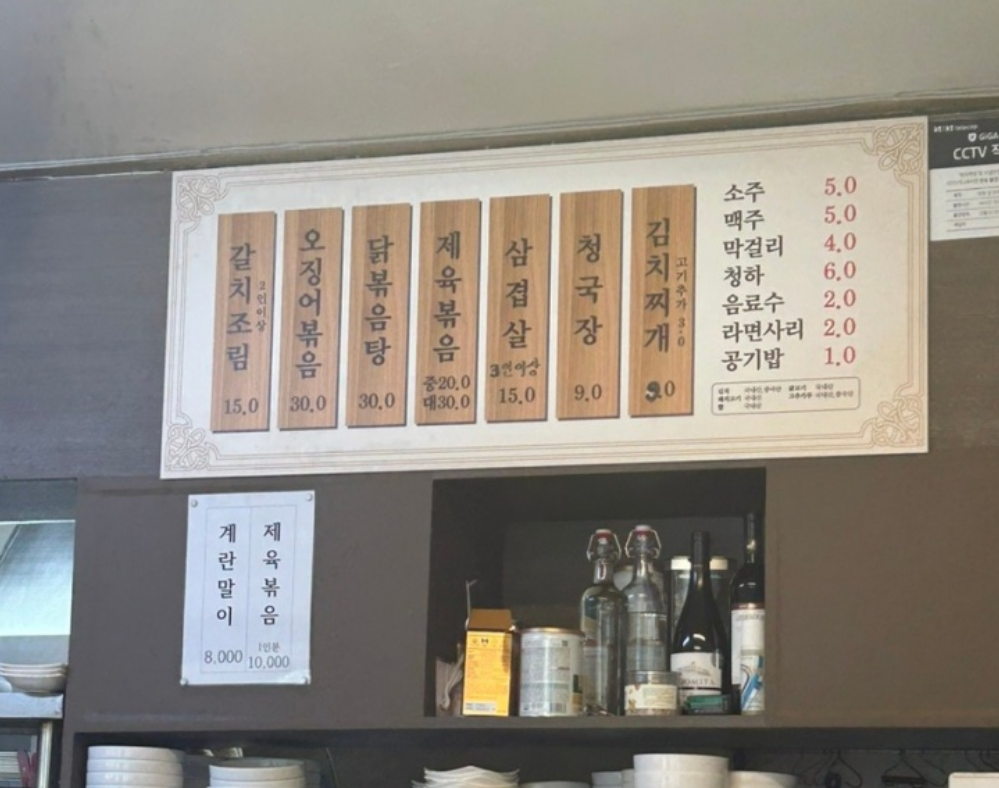 갈치조림
2인이상
15.0
오징어볶음
30.0
닭볶음탕
30.0
제육볶음
중20.0
대30.0
삼겹살
3인이상
15.0
청국장
9.0
김치찌개
고기추가 3.0
9.0
소주 5.0
맥주 5.0
막걸리 4.0
청하 6.0
음료수 2.0
라면사리 2.0
공기밥 1.0
kt telecop
GiGA
CCTV
제육볶음
1인분
10,000
계란말이
8,000